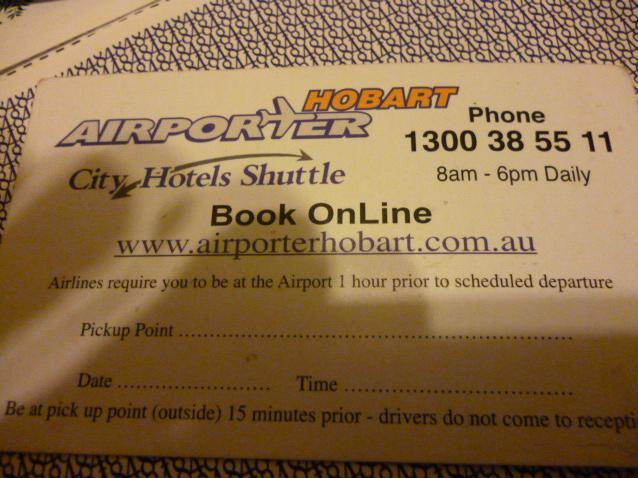 HOBART
AIRPORTER
City Hotels Shuttle
Phone
1300 38 55 11
8am - 6pm Daily
Book OnLine
www.airporterhobart.com.au
Airlines require you to be at the Airport 1 hour prior to scheduled departure
Pickup Point ........................................................................
Date ............................ Time ..........................................
Be at pick up point (outside) 15 minutes prior - drivers do not come to recepti